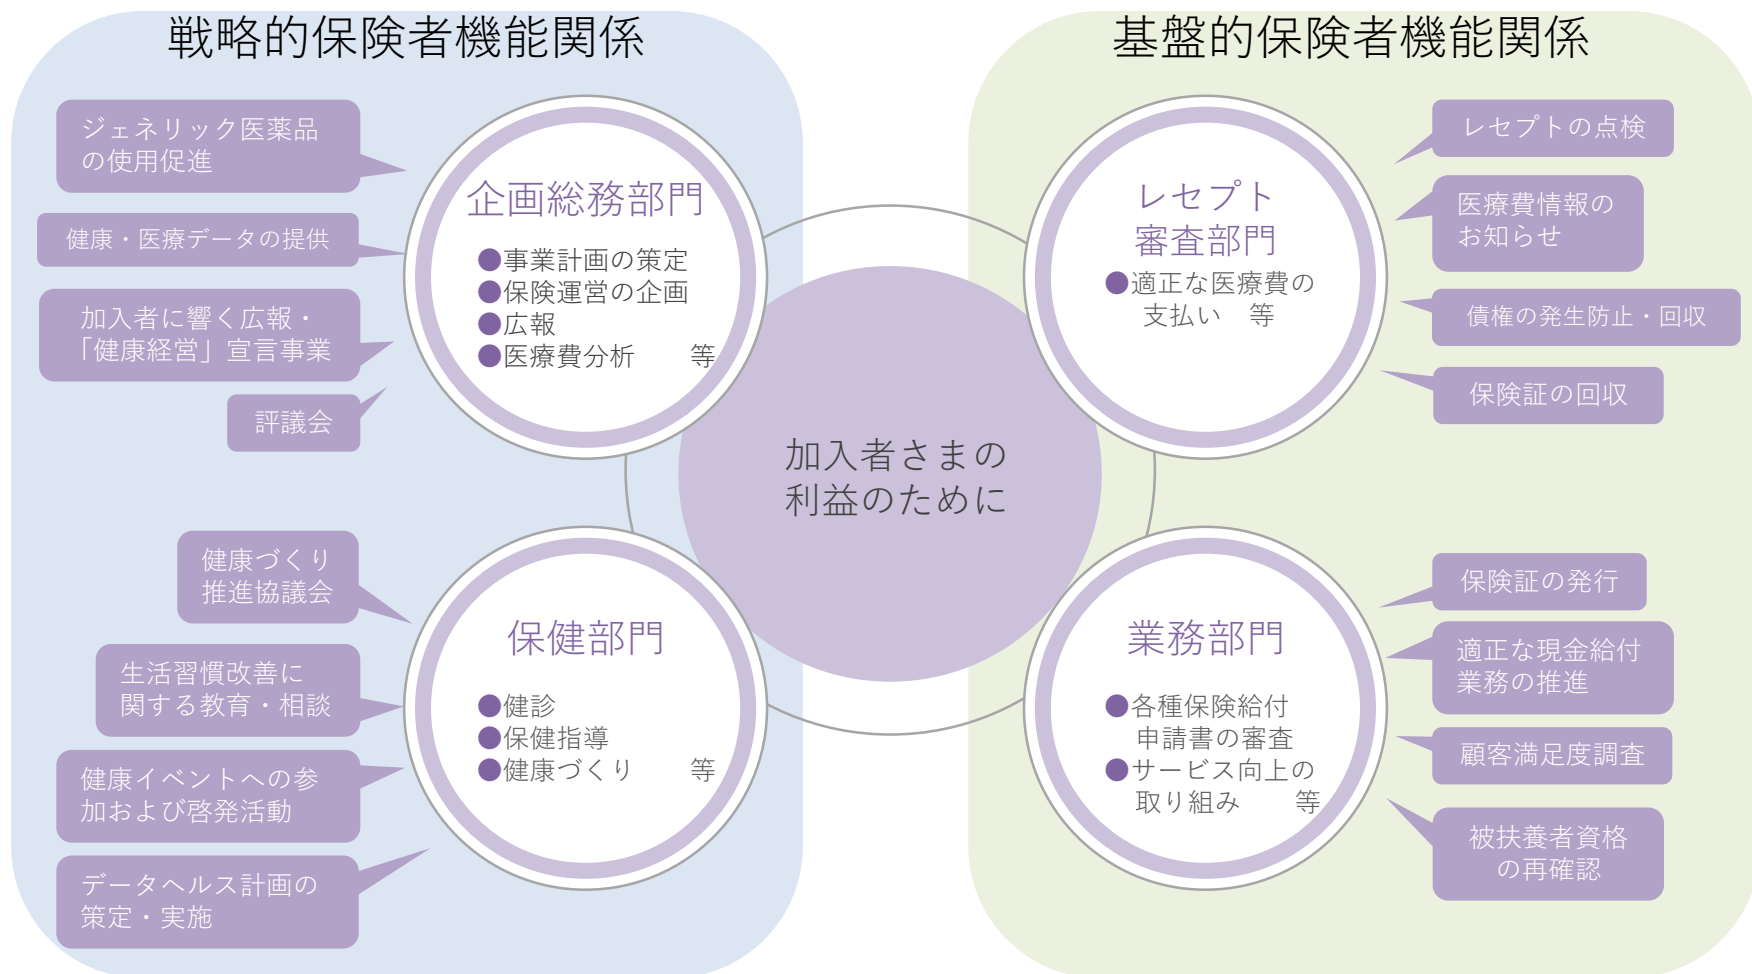 戦略的保険者機能関係
ジェネリック医薬品
の使用促進
健康・医療データの提供
加入者に響く広報・
「健康経営」宣言事業
評議会
企画総務部門
●事業計画の策定
●保険運営の企画
●広報
●医療費分析　　等
健康づくり
推進協議会
生活習慣改善に
関する教育・相談
健康イベントへの参
加および啓発活動
データヘルス計画の
策定・実施
保健部門
●健診
●保健指導
●健康づくり　　等
加入者さまの
利益のために
基盤的保険者機能関係
レセプト
審査部門
●適正な医療費の
支払い　等
レセプトの点検
医療費情報の
お知らせ
債権の発生防止・回収
保険証の回収
業務部門
●各種保険給付
申請書の審査
●サービス向上の
取り組み　　等
保険証の発行
適正な現金給付
業務の推進
顧客満足度調査
被扶養者資格
の再確認